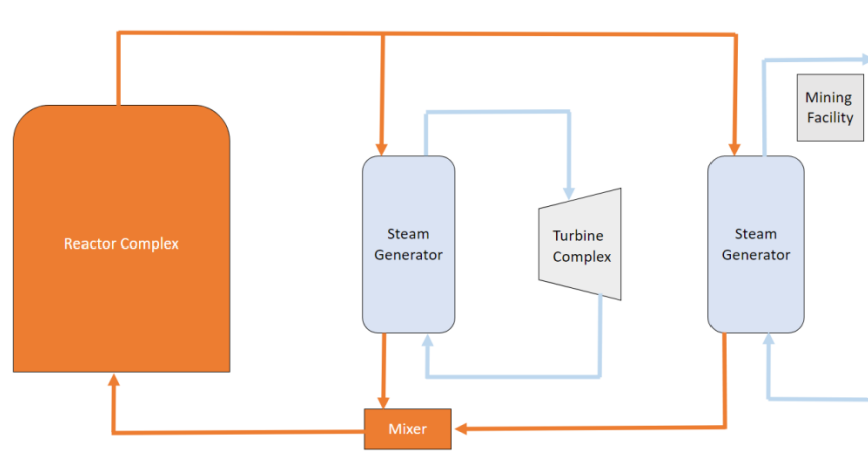 Mining
Facility
Reactor Complex
Steam
Generator
Turbine
Complex
Steam
Generator
Mixer